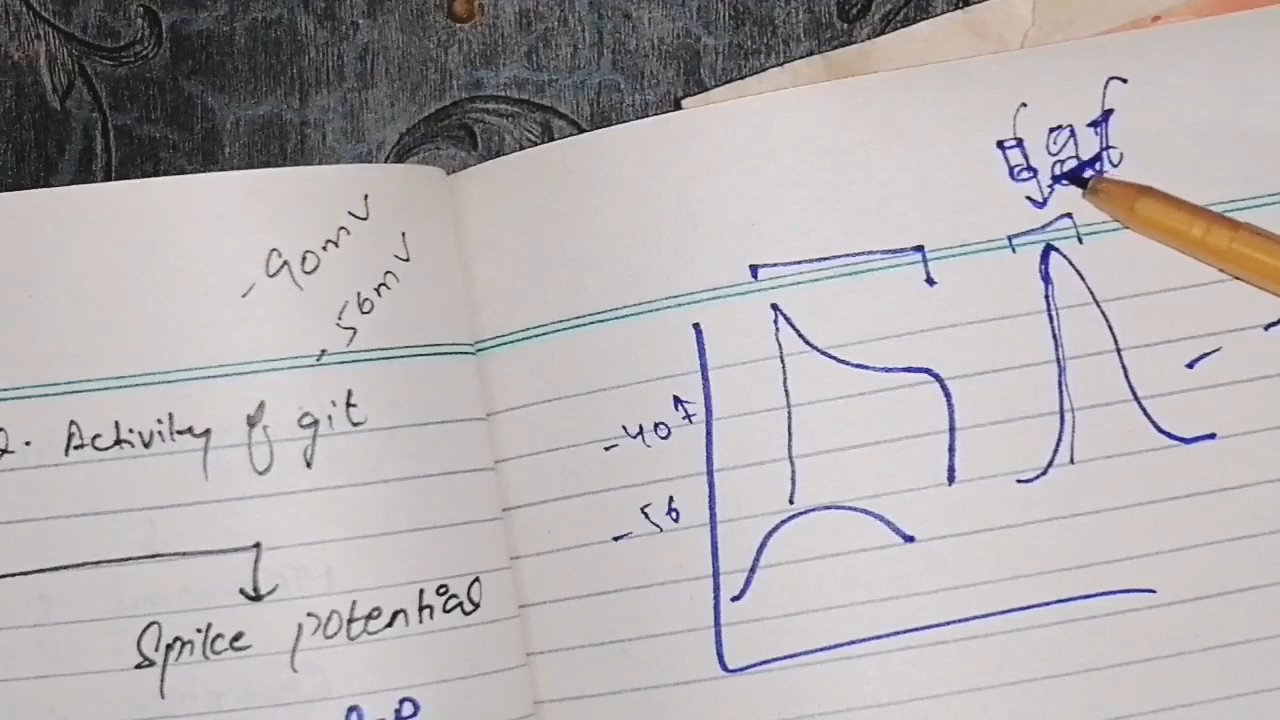 - 90mv
, 56mv
2. Activity of git
Spike potential
-40
-56